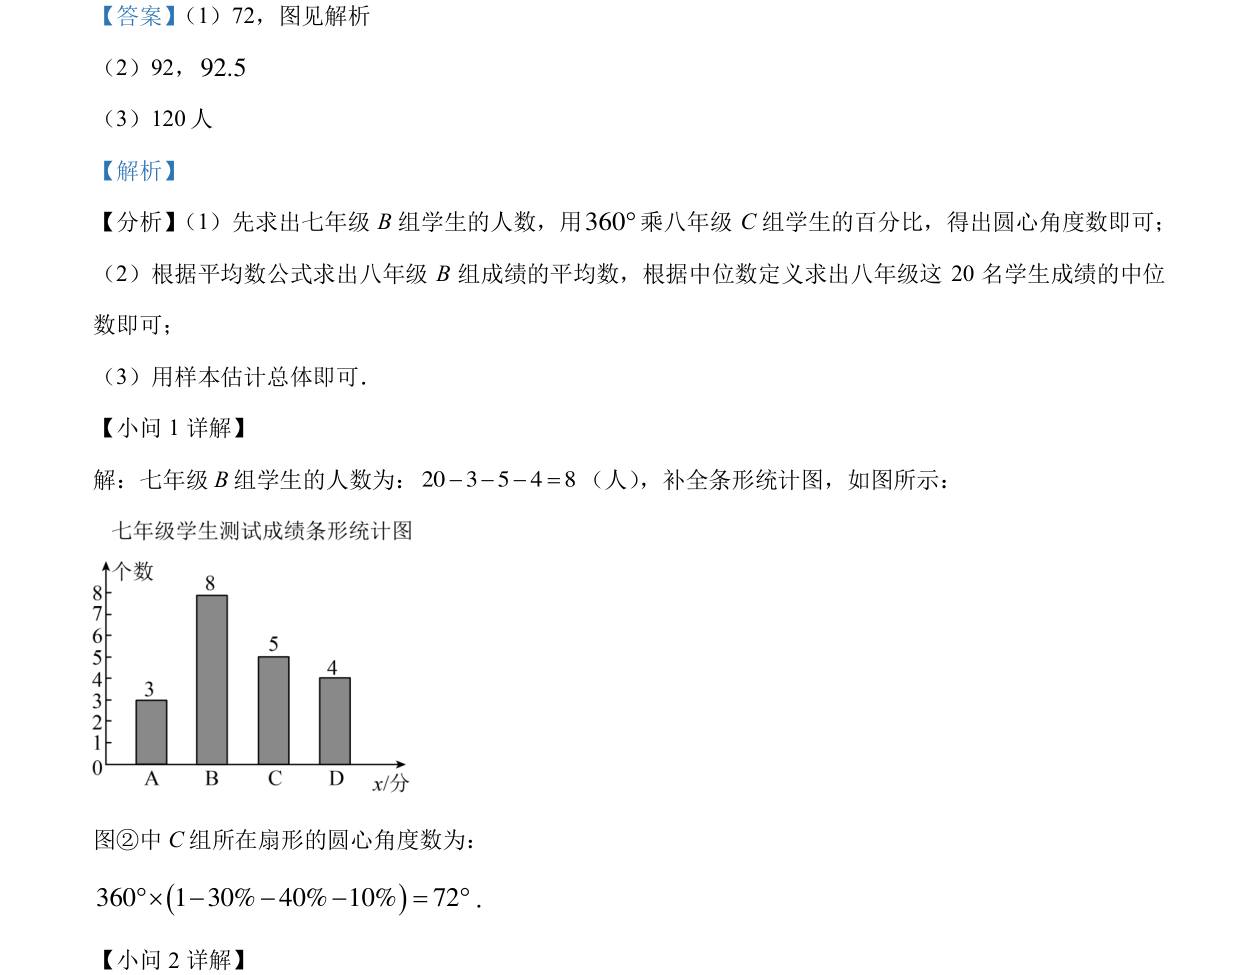 【答案】（1）72，图见解析
（2）92，92.5
（3）120 人
【解析】
【分析】（1）先求出七年级 B 组学生的人数，用360°乘八年级 C 组学生的百分比，得出圆心角度数即可；
（2）根据平均数公式求出八年级 B 组成绩的平均数，根据中位数定义求出八年级这 20 名学生成绩的中位
数即可；
（3）用样本估计总体即可．
【小问 1 详解】
解：七年级 B 组学生的人数为：20−3−5−4=8（人），补全条形统计图，如图所示：
七年级学生测试成绩条形统计图
个数
8
7
6
5
4
3
2
1
0
3
8
5
4
A B C D x/分
图②中 C 组所在扇形的圆心角度数为：
360°×(1−30%−40%−10%)=72°．
【小问 2 详解】